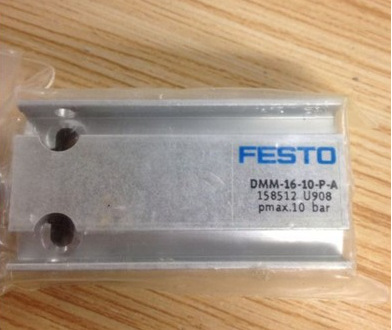 FESTO
DMM-16-10-P-A
158512 U908
pmax.10 bar